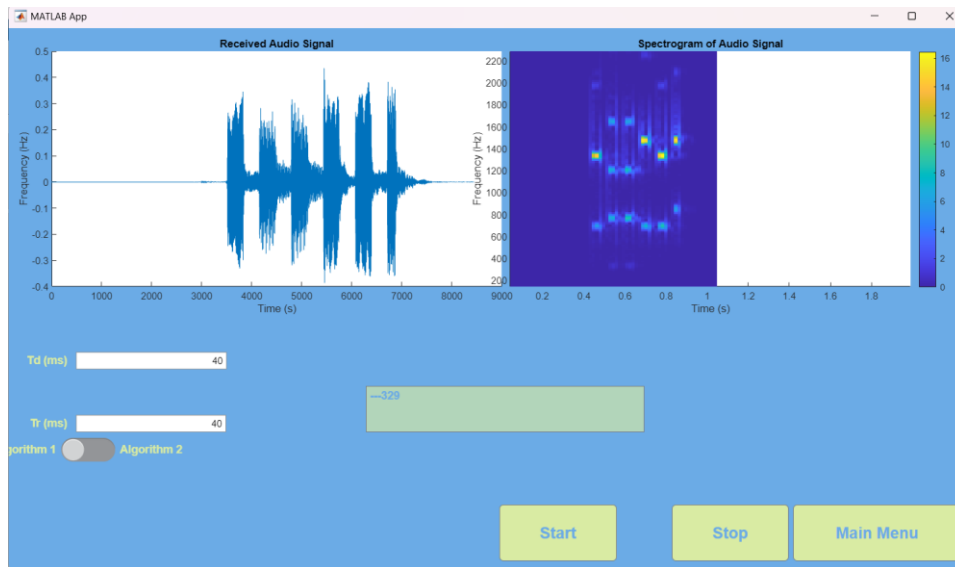 MATLAB App
Received Audio Signal
Frequency (Hz)
0.5
0.4
0.3
0.2
0.1
0
-0.1
-0.2
-0.3
-0.4
0 1000 2000 3000 4000 5000 6000 7000 8000 9000
Time (s)
Spectrogram of Audio Signal
Frequency (Hz)
2200
2000
1800
1600
1400
1200
1000
800
600
400
200
0.2 0.4 0.6 0.8 1 1.2 1.4 1.6 1.8
Time (s)
16
14
12
10
8
6
4
2
0
Td (ms) 40
---329
Tr (ms) 40
gorithm 1 Algorithm 2
Start Stop Main Menu